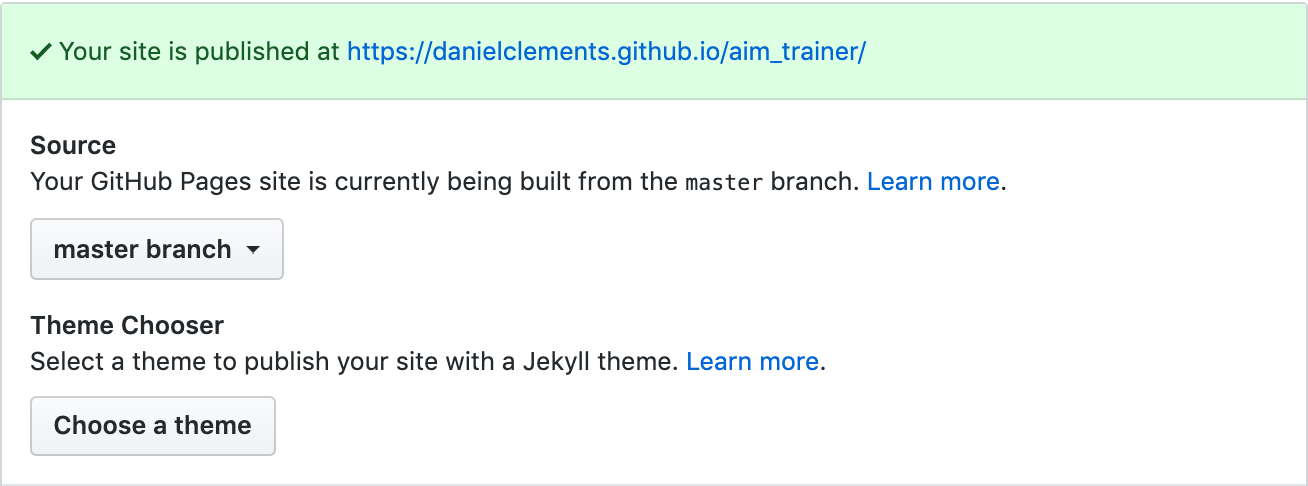 Your site is published at https://danielclements.github.io/aim_trainer/
Source
Your GitHub Pages site is currently being built from the master branch. Learn more.
master branch
Theme Chooser
Select a theme to publish your site with a Jekyll theme. Learn more.
Choose a theme